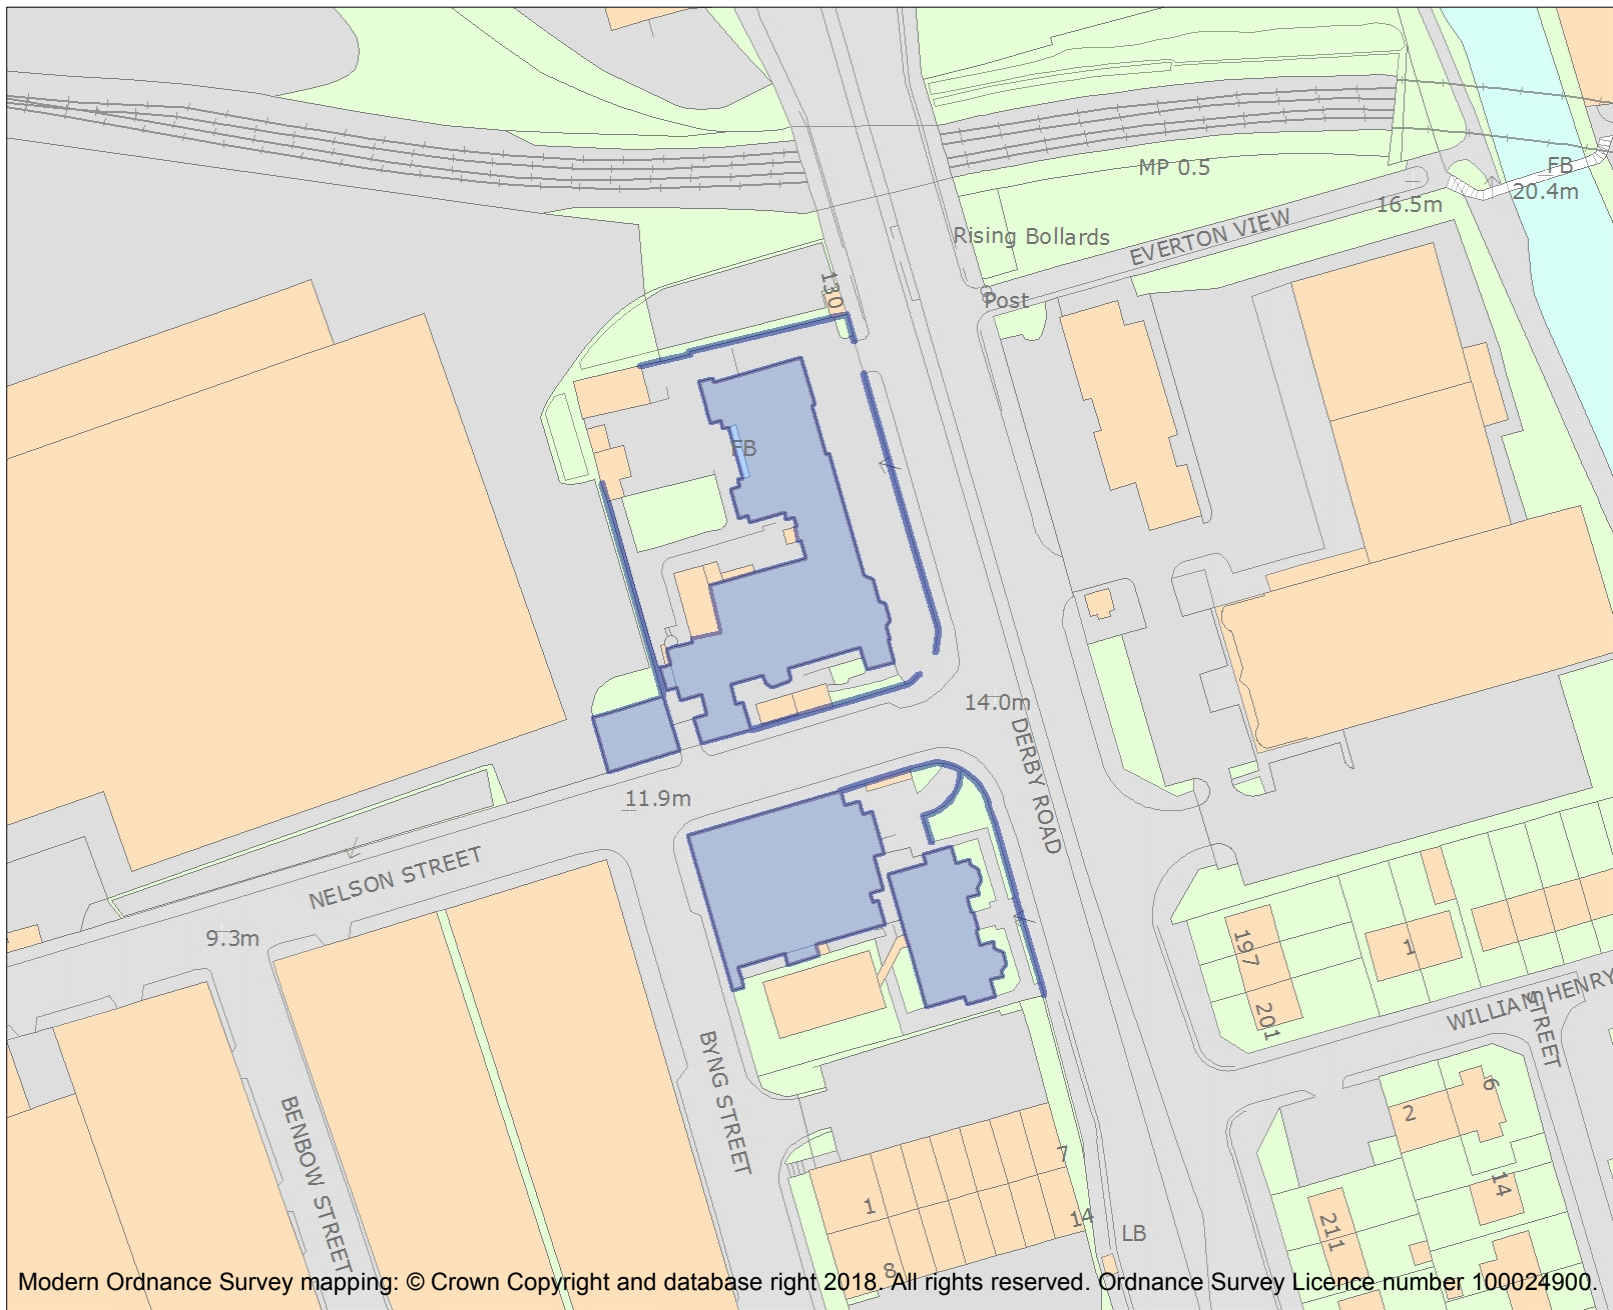 MP 0.5
FB
20.4m
16.5m
EVERTON VIEW
Rising Bollards
130
Post
FB
14.0m
DERBY ROAD
11.9m
NELSON STREET
9.3m
197
1
201
WILLIAM HENRY
STREET
BYNG STREET
BENBOW STREET
6
2
7
14
1
14
211
LB
8
Modern Ordnance Survey mapping: © Crown Copyright and database right 2018. All rights reserved. Ordnance Survey Licence number 100024900.